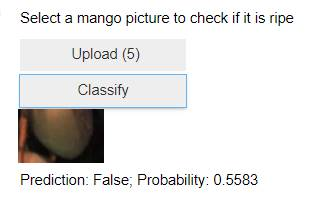 Select a mango picture to check if it is ripe
Upload (5)
Classify
Prediction: False; Probability: 0.5583